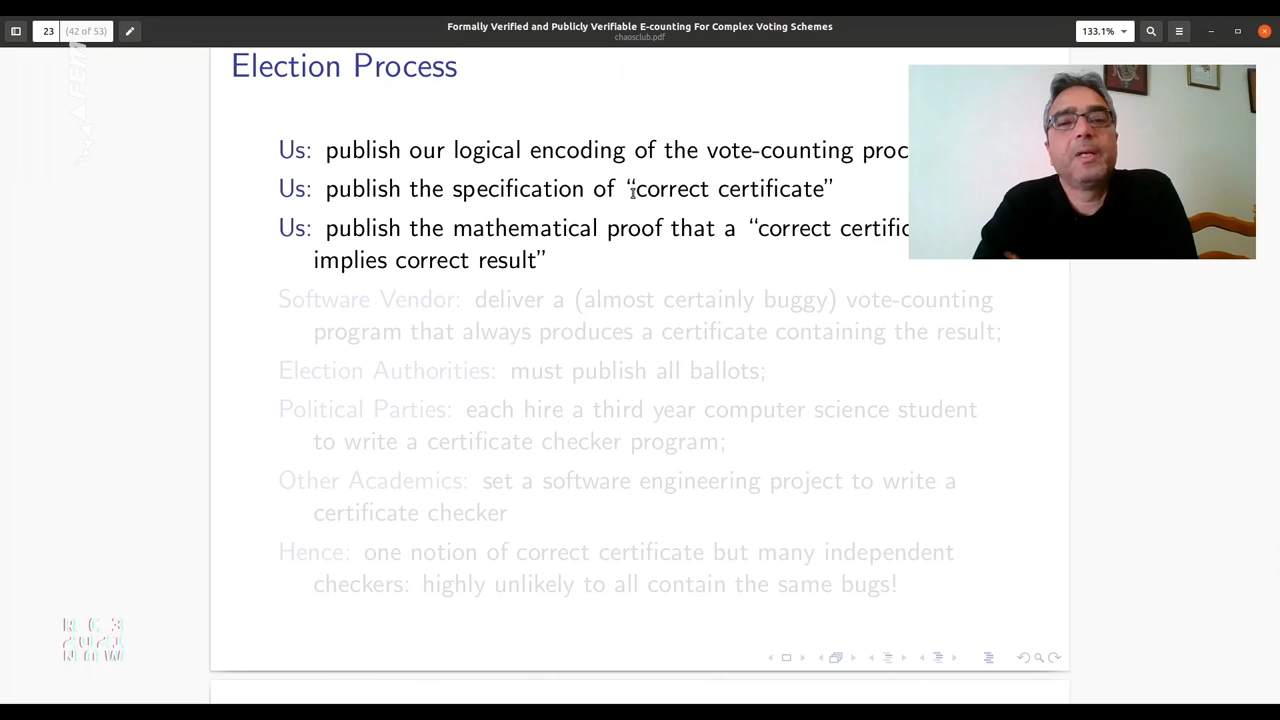 23 (42 of 53)
Formally Verified and Publicly Verifiable E-counting For Complex Voting Schemes
chaosclub.pdf
133.1%
Election Process
Us: publish our logical encoding of the vote-counting proc
Us: publish the specification of “correct certificate”
Us: publish the mathematical proof that a “correct certific
implies correct result”
Software Vendor: deliver a (almost certainly buggy) vote-counting
program that always produces a certificate containing the result;
Election Authorities: must publish all ballots;
Political Parties: each hire a third year computer science student
to write a certificate checker program;
Other Academics: set a software engineering project to write a
certificate checker
Hence: one notion of correct certificate but many independent
checkers: highly unlikely to all contain the same bugs!
RC3
2021
NOW